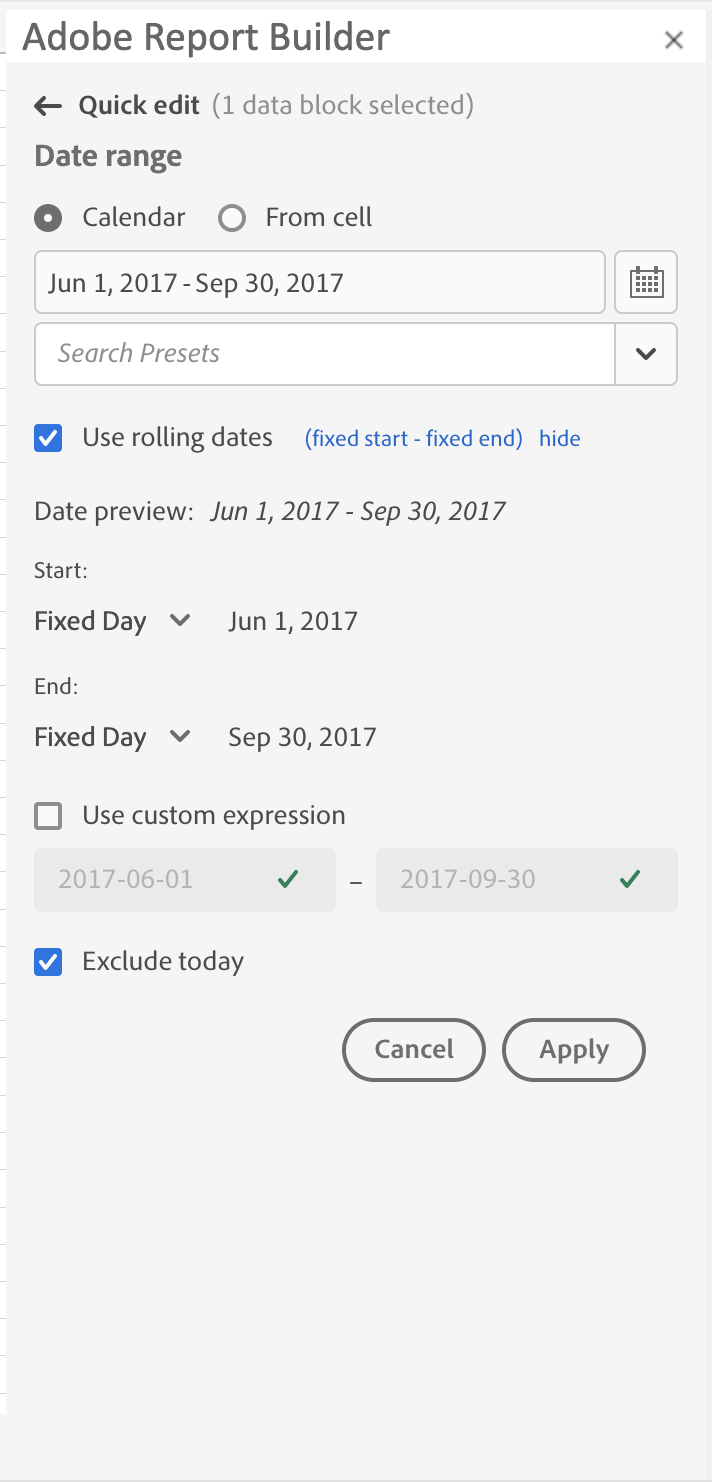 Adobe Report Builder
Quick edit (1 data block selected)
Date range
Calendar From cell
Jun 1, 2017 - Sep 30, 2017
Search Presets
Use rolling dates (fixed start - fixed end) hide
Date preview: Jun 1, 2017 - Sep 30, 2017
Start:
Fixed Day Jun 1, 2017
End:
Fixed Day Sep 30, 2017
Use custom expression
2017-06-01 – 2017-09-30
Exclude today
Cancel Apply